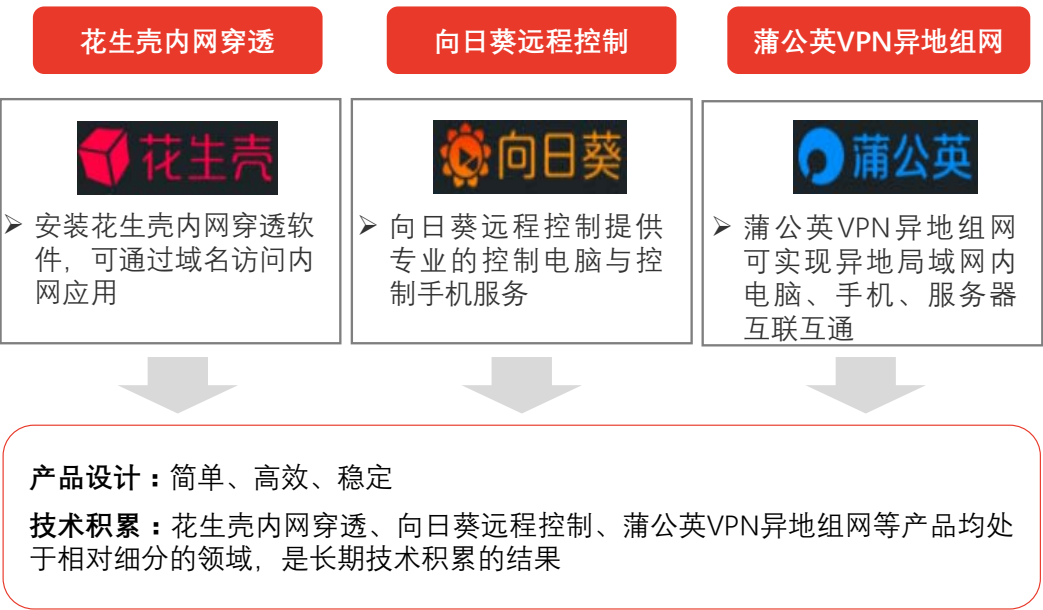 花生壳内网穿透
向日葵远程控制
蒲公英VPN异地组网
花生壳
安装花生壳内网穿透软
件，可通过域名访问内
网应用
向日葵
向日葵远程控制提供
专业的控制电脑与控
制手机服务
蒲公英
蒲公英VPN异地组网
可实现异地局域网内
电脑、手机、服务器
互联互通
产品设计：简单、高效、稳定
技术积累：花生壳内网穿透、向日葵远程控制、蒲公英VPN异地组网等产品均处
于相对细分的领域，是长期技术积累的结果